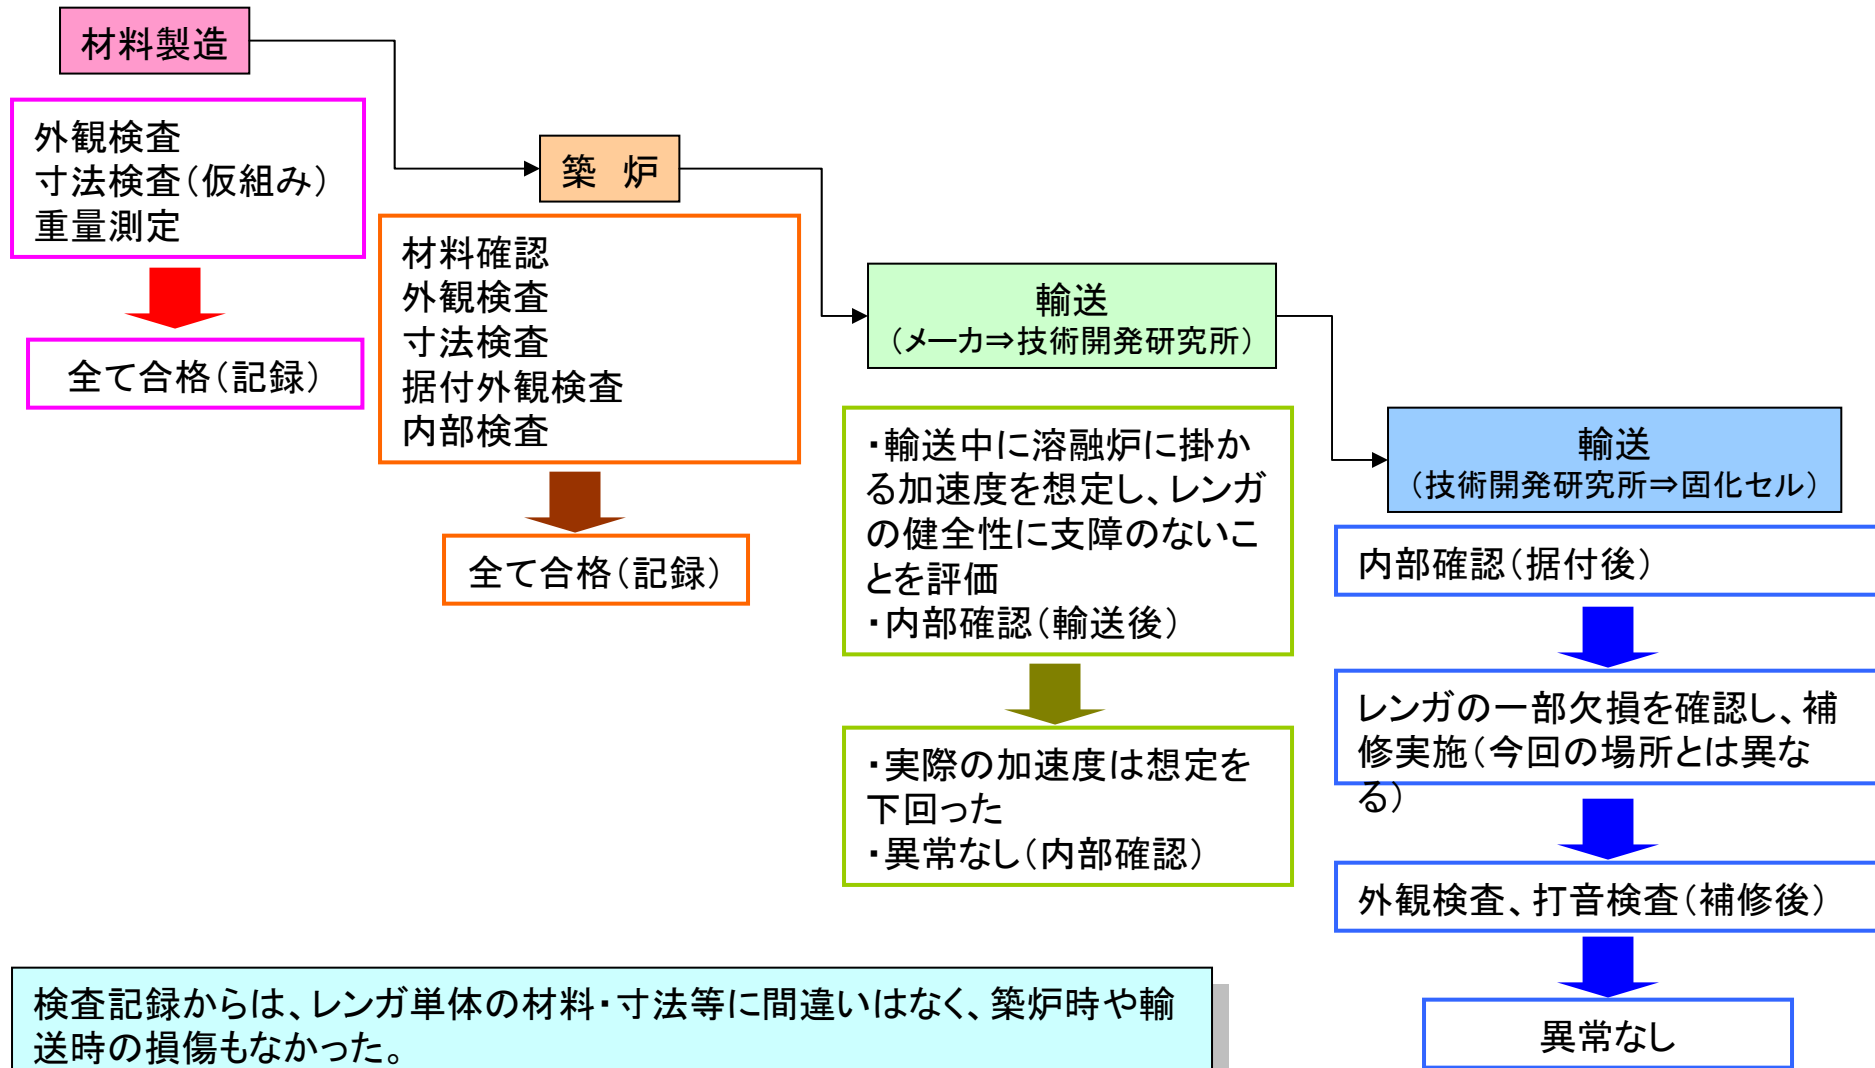 材料製造
外観検査
寸法検査(仮組み)
重量測定
全て合格(記録)
築　炉
材料確認
外観検査
寸法検査
据付外観検査
内部検査
全て合格(記録)
輸送
(メーカ⇒技術開発研究所)
・輸送中に溶融炉に掛か
る加速度を想定し、レンガ
の健全性に支障のないこ
とを評価
・内部確認(輸送後)
・実際の加速度は想定を
下回った
・異常なし(内部確認)
輸送
(技術開発研究所⇒固化セル)
内部確認(据付後)
レンガの一部欠損を確認し、補
修実施(今回の場所とは異な
る)
外観検査、打音検査(補修後)
異常なし
検査記録からは、レンガ単体の材料・寸法等に間違いはなく、築炉時や輸
送時の損傷もなかった。